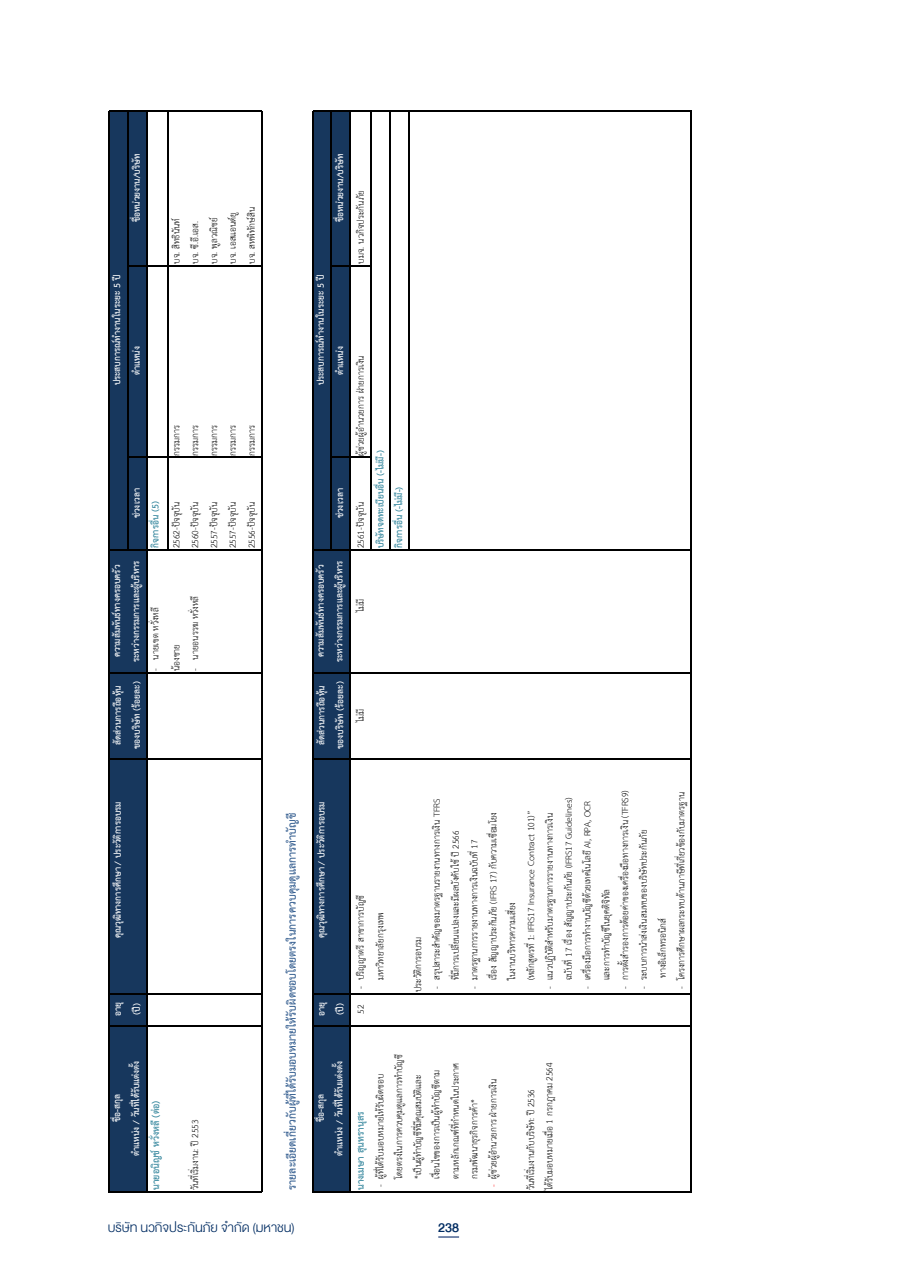 ชื่อ-สกุล
ตำแหน่ง / วันที่ได้รับแต่งตั้ง
อายุ
(ปี)
คุณวุฒิทางการศึกษา / ประวัติการอบรม
สัดส่วนการถือหุ้น
ของบริษัท (ร้อยละ)
ความสัมพันธ์ทางครอบครัว
ระหว่างกรรมการและผู้บริหาร
ประสบการณ์ทำงานในระยะ 5 ปี
ช่วงเวลา
ตำแหน่ง
ชื่อหน่วยงาน/บริษัท
นายอนิญช์ หวั่งหลี (ต่อ)
วันที่เริ่มงาน: ปี 2553
- นายเขต หวั่งหลี
น้องชาย
- นายอนรรฆ หวั่งหลี
กิจการอื่น (5)
2562-ปัจจุบัน กรรมการ บจ. สิทธินันท์
2560-ปัจจุบัน กรรมการ บจ. ซี.อี.เอส.
2557-ปัจจุบัน กรรมการ บจ. พูลวณิชย์
2557-ปัจจุบัน กรรมการ บจ. เอสแอนด์ยู
2556-ปัจจุบัน กรรมการ บจ. สหพิทักษ์สิน
รายละเอียดเกี่ยวกับผู้ที่ได้รับมอบหมายให้รับผิดชอบโดยตรงในการควบคุมดูแลการทำบัญชี
ชื่อ-สกุล
ตำแหน่ง / วันที่ได้รับแต่งตั้ง
อายุ
(ปี)
คุณวุฒิทางการศึกษา / ประวัติการอบรม
สัดส่วนการถือหุ้น
ของบริษัท (ร้อยละ)
ความสัมพันธ์ทางครอบครัว
ระหว่างกรรมการและผู้บริหาร
ประสบการณ์ทำงานในระยะ 5 ปี
ช่วงเวลา
ตำแหน่ง
ชื่อหน่วยงาน/บริษัท
นางเมษา สุนทรานุสร
- ผู้ที่ได้รับมอบหมายให้รับผิดชอบ
โดยตรงในการควบคุมดูแลการทำบัญชี
*เป็นผู้ทำบัญชีที่มีคุณสมบัติและ
เงื่อนไขของการเป็นผู้ทำบัญชีตาม
ตามหลักเกณฑ์ที่กำหนดในประกาศ
กรมพัฒนาธุรกิจการค้า*
- ผู้ช่วยผู้อำนวยการ ฝ่ายการเงิน
วันที่เริ่มงานกับบริษัท: ปี 2536
ได้รับมอบหมายเมื่อ 1 กรกฎาคม 2564
52
- ปริญญาตรี สาขาการบัญชี
มหาวิทยาลัยกรุงเทพ
ประวัติการอบรม
- สรุปสาระสำคัญของมาตรฐานรายงานทางการเงิน TFRS
ที่มีการเปลี่ยนแปลงและมีผลบังคับใช้ ปี 2566
- มาตรฐานการรายงานทางการเงินฉบับที่ 17
เรื่อง สัญญาประกันภัย (IFRS 17) กับความเชื่อมโยง
ในงานบริหารความเสี่ยง
(หลักสูตรที่ 1: IFRS17 Insurance Contract 101)"
- แนวปฏิบัติสำหรับมาตรฐานการรายงานทางการเงิน
ฉบับที่ 17 เรื่อง สัญญาประกันภัย (IFRS17 Guidelines)
- เครื่องมือการทำงานบัญชีด้วยเทคโนโลยี AI, RPA, OCR
และการทำบัญชีในยุคดิจิทัล
- การตั้งสำรองการด้อยค่าของเครื่องมือทางการเงิน (TFRS9)
- ระบบการนำส่งเงินสมทบของบริษัทประกันภัย
ทางอิเล็กทรอนิกส์
- โครงการศึกษาผลกระทบด้านภาษีที่เกี่ยวข้องกับมาตรฐาน
ไม่มี
ไม่มี
2561-ปัจจุบัน ผู้ช่วยผู้อำนวยการ ฝ่ายการเงิน บมจ. นวกิจประกันภัย
บริษัทจดทะเบียนอื่น (-ไม่มี-)
กิจการอื่น (-ไม่มี-)
บริษัท นวกิจประกันภัย จำกัด (มหาชน)
238